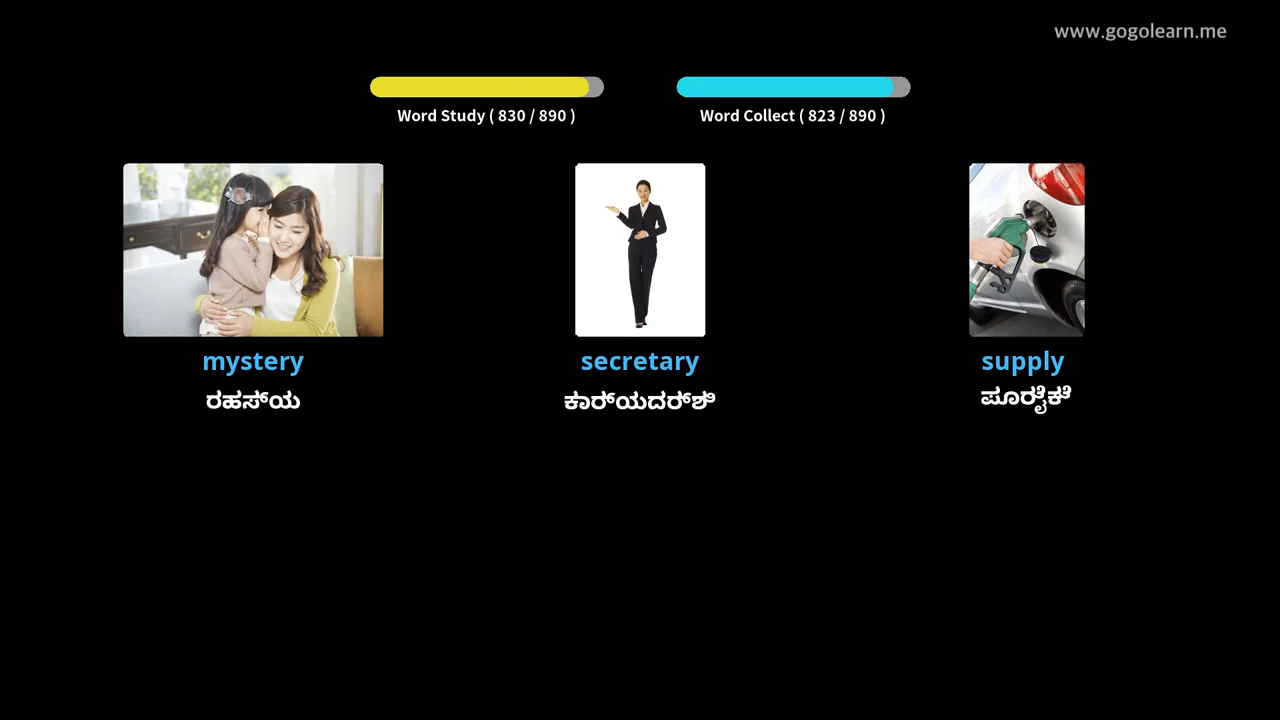 www.gogolearn.me
Word Study ( 830 / 890 )
Word Collect ( 823 / 890 )
mystery
secretary
supply
ರಹಸ್ಯ
ಕಾರ್ಯದರ್ಶಿ
ಪೂರೈಕೆ